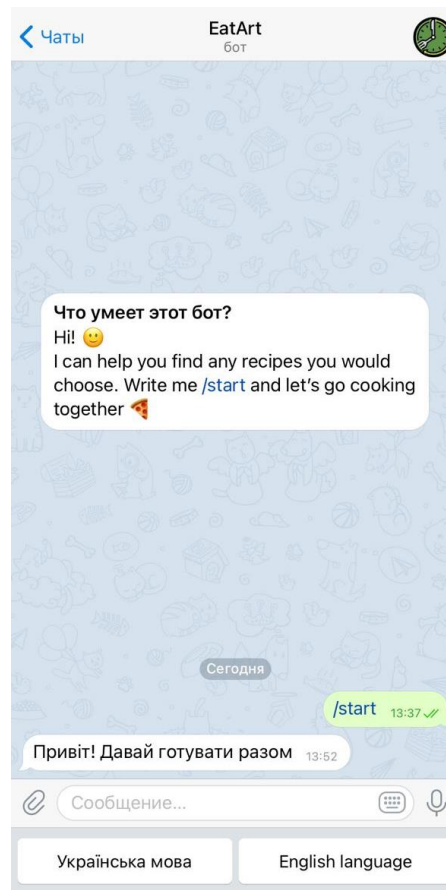 Чаты
EatArt
бот
Что умеет этот бот?
Hi! 🙂
I can help you find any recipes you would
choose. Write me /start and let’s go cooking
together 🍕
Сегодня
/start 13:37
Привіт! Давай готувати разом 13:52
Сообщение...
Українська мова
English language